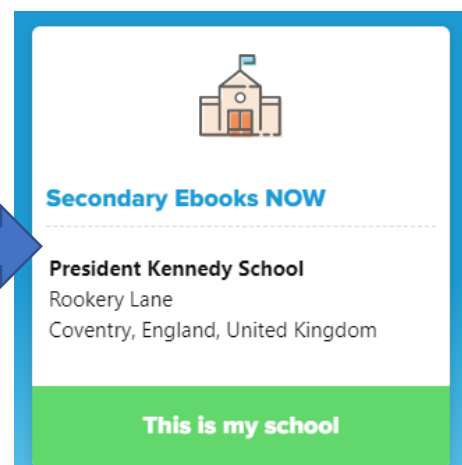 Secondary Ebooks NOW
President Kennedy School
Rookery Lane
Coventry, England, United Kingdom
This is my school